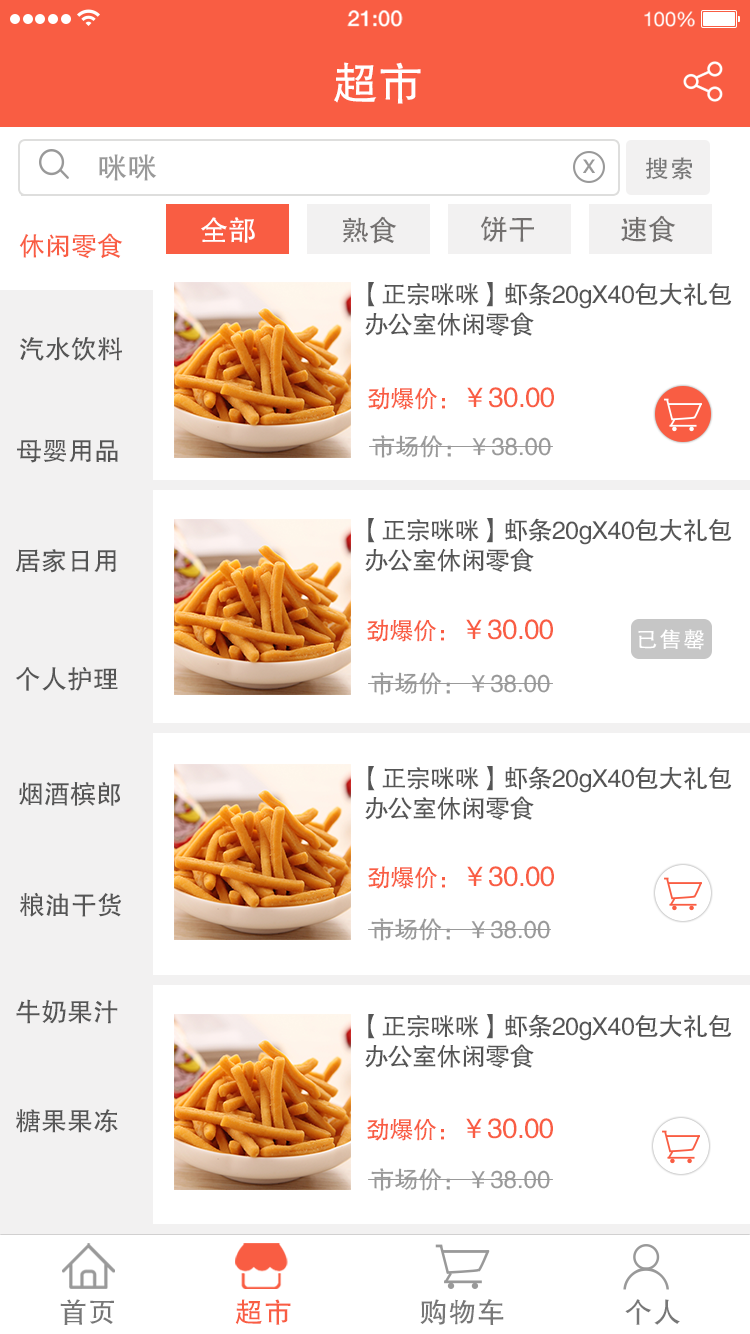 21:00
100%
超市
咪咪
X
搜索
休闲零食
全部
熟食
饼干
速食
汽水饮料
母婴用品
居家日用
个人护理
烟酒槟郎
粮油干货
牛奶果汁
糖果果冻
【正宗咪咪】虾条20gX40包大礼包
办公室休闲零食
劲爆价：￥30.00
市场价：￥38.00
【正宗咪咪】虾条20gX40包大礼包
办公室休闲零食
劲爆价：￥30.00
已售罄
市场价：￥38.00
【正宗咪咪】虾条20gX40包大礼包
办公室休闲零食
劲爆价：￥30.00
市场价：￥38.00
【正宗咪咪】虾条20gX40包大礼包
办公室休闲零食
劲爆价：￥30.00
市场价：￥38.00
首页
超市
购物车
个人